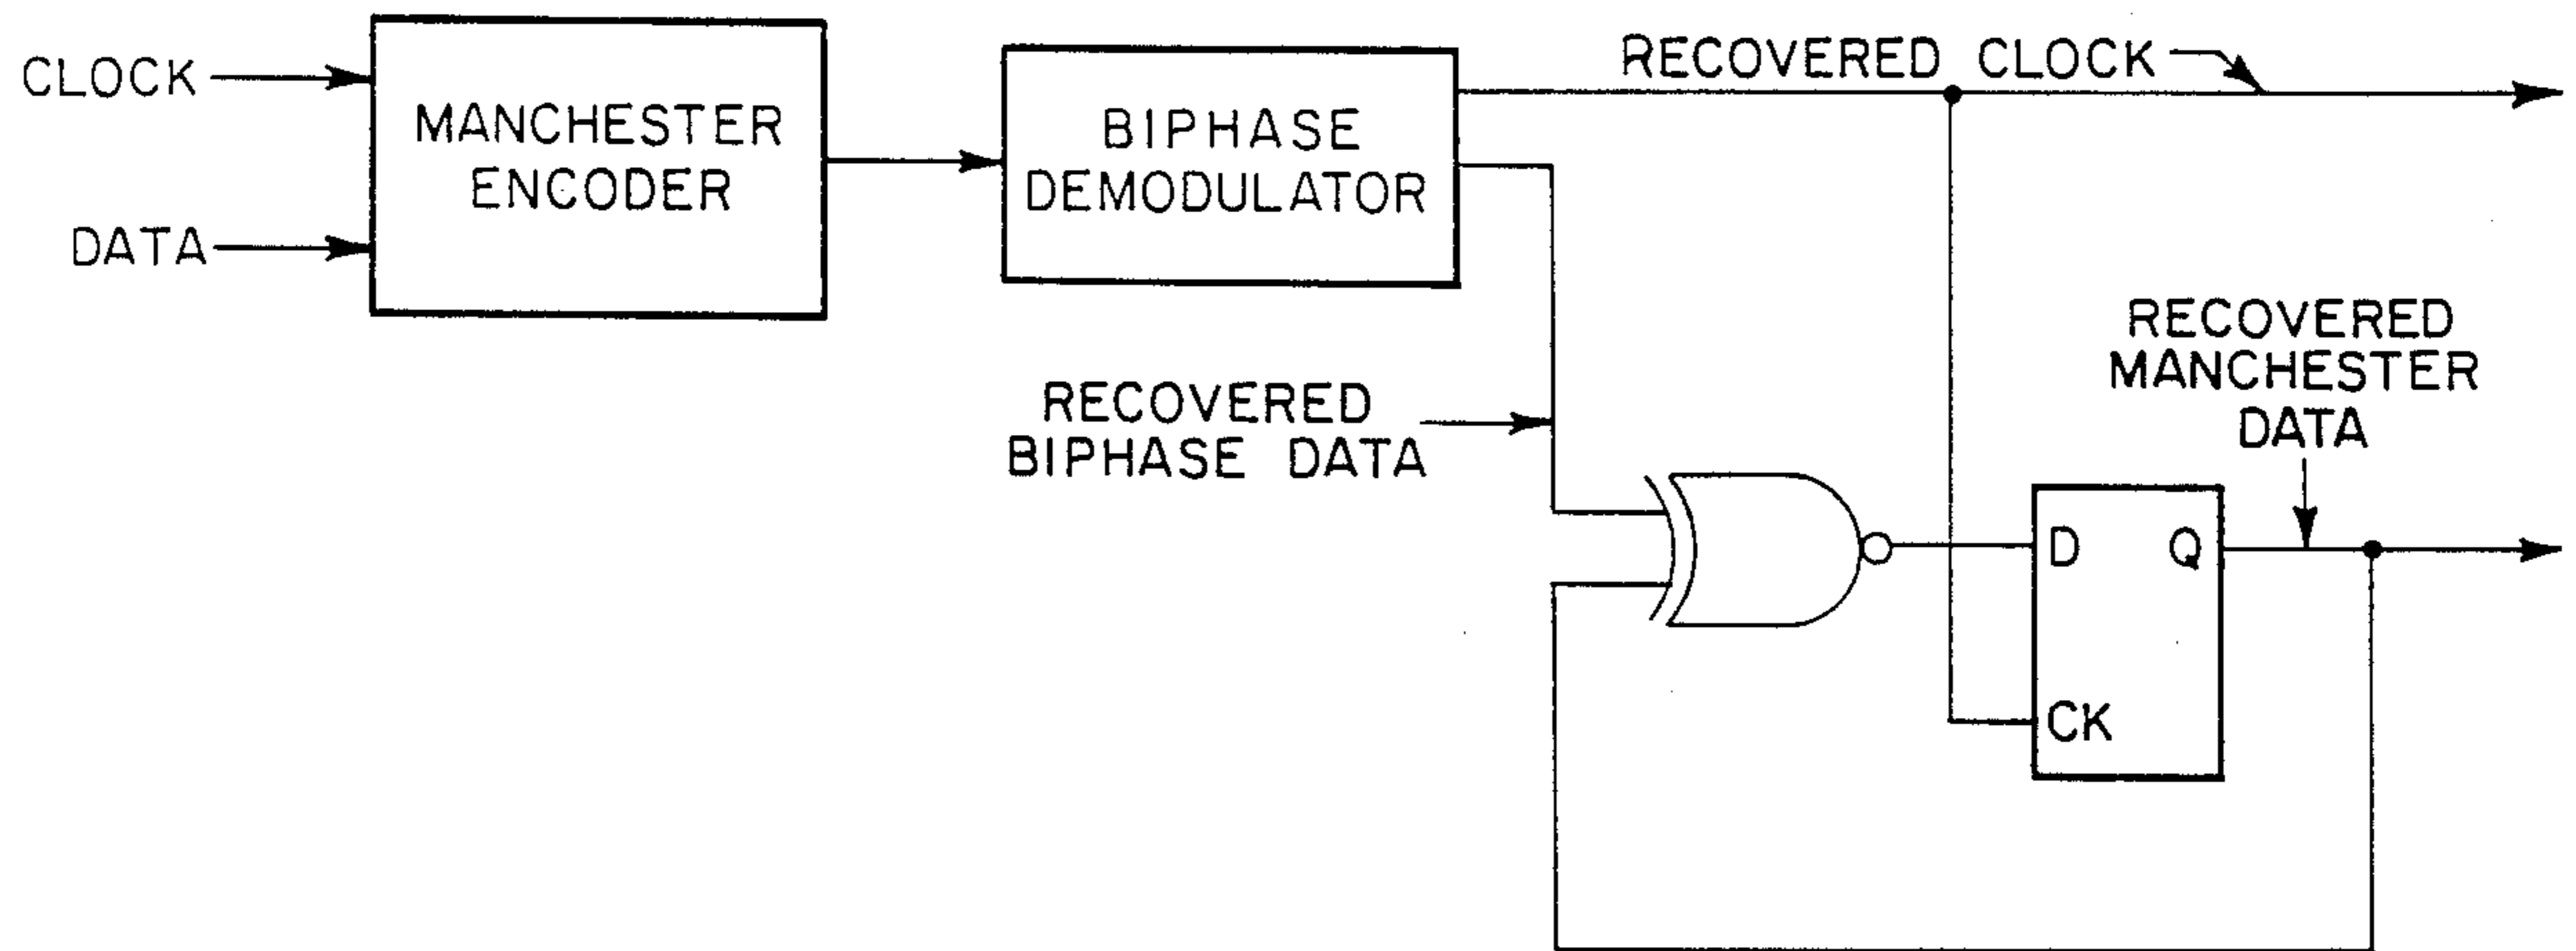 CLOCK
DATA
MANCHESTER
ENCODER
BIPHASE
DEMODULATOR
RECOVERED CLOCK
RECOVERED
BIPHASE DATA
RECOVERED
MANCHESTER
DATA
D
Q
CK